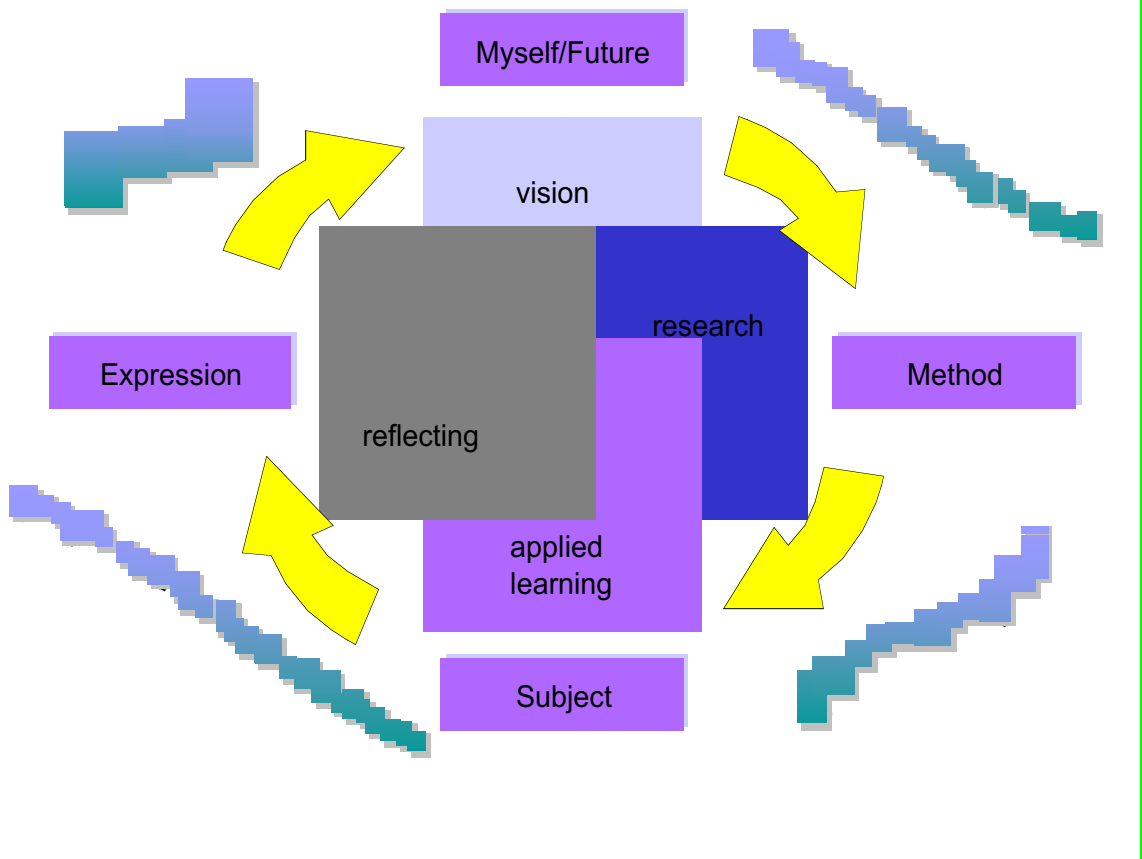 Myself/Future
vision
research
Expression
Method
reflecting
applied
learning
Subject